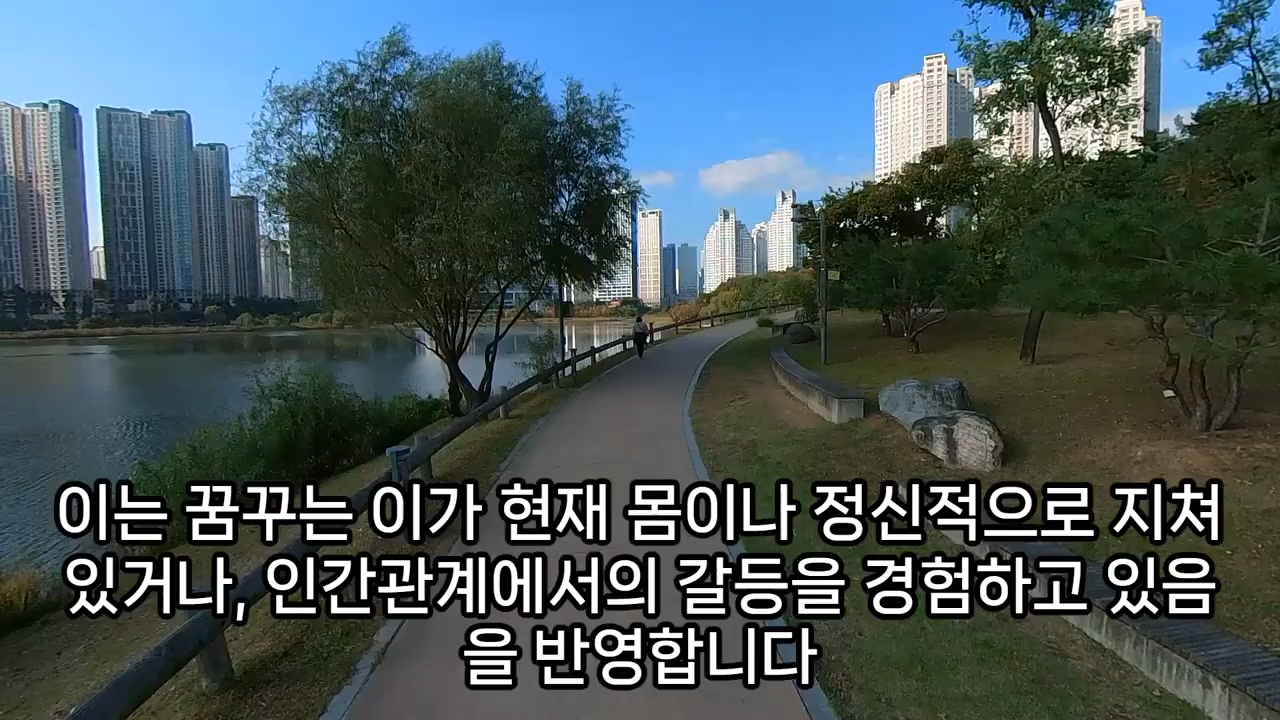 이는 꿈꾸는 이가 현재 몸이나 정신적으로 지쳐
있거나, 인간관계에서의 갈등을 경험하고 있음
을 반영합니다